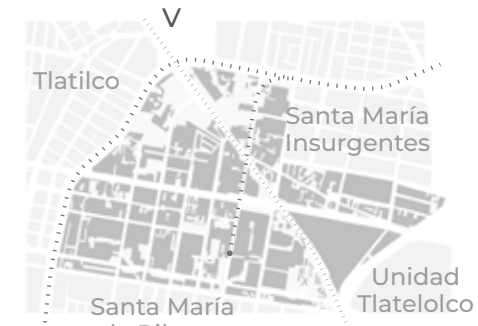 V
Tlatilco
Santa María
Insurgentes
Unidad
Tlatelolco
Santa María